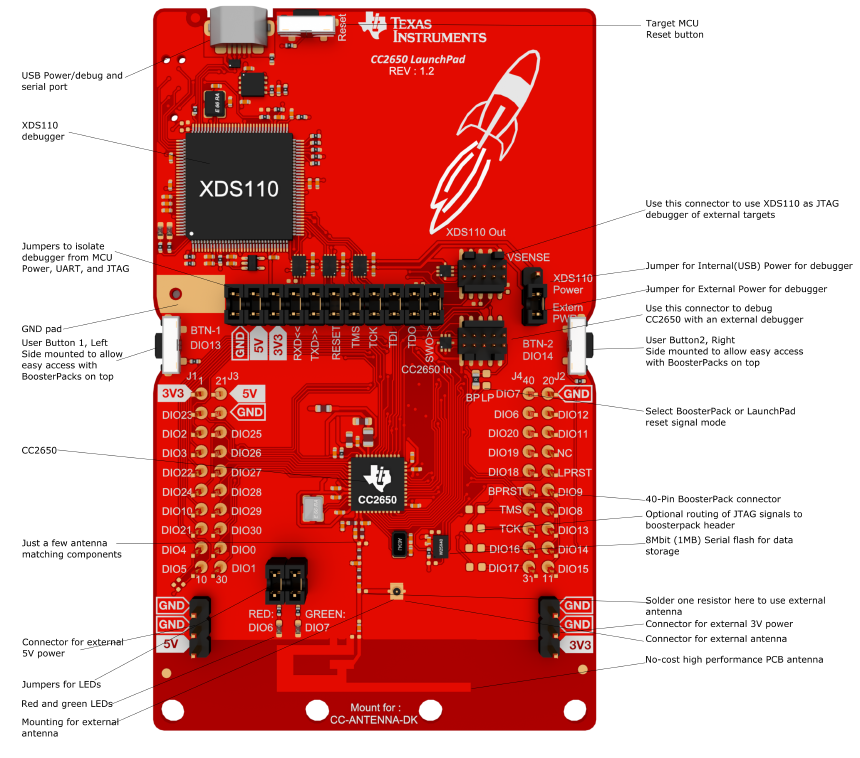 Reset
TEXAS
INSTRUMENTS
CC2650 LaunchPad
REV : 1.2
Target MCU
Reset button
USB Power/debug and
serial port
XDS110
debugger
XDS110
Use this connector to use XDS110 as JTAG
debugger of external targets
XDS110 Out
VSENSE
Jumpers to isolate
debugger from MCU
Power, UART, and JTAG
XDS110
Power
Jumper for Internal(USB) Power for debugger
Extern
Jumper for External Power for debugger
Use this connector to debug
CC2650 with an external debugger
GND pad
GND
5V
3V3
RXD<<
TXD>>
RESET
TMS
TCK
TDI
TDO
SWO>>
BTN-1
DIO13
BTN-2
DIO14
User Button 1, Left
Side mounted to allow
easy access with
BoosterPacks on top
User Button2, Right
Side mounted to allow easy access
with BoosterPacks on top
CC2650 In
BP LP
J1 1 21 J3
J4 40 20 J2
3V3 5V
DIO7 GND
DIO23 GND
DIO6 DIO12
DIO2 DIO25
DIO20 DIO11
DIO3 DIO26
DIO19 NC
DIO22 DIO27
DIO18 LPRST
DIO24 DIO28
BPRST DIO9
DIO10 DIO29
TMS DIO8
DIO21 DIO30
TCK DIO13
DIO4 DIO0
DIO16 DIO14
DIO5 DIO1
DIO17 DIO15
10 30
31 11
Select BoosterPack or LaunchPad
reset signal mode
CC2650
CC2650
40-Pin BoosterPack connector
Optional routing of JTAG signals to
boosterpack header
8Mbit (1MB) Serial flash for data
storage
Just a few antenna
matching components
RED:
DIO6
GREEN:
DIO7
GND
GND
5V
GND
GND
3V3
Solder one resistor here to use external
antenna
Connector for external 3V power
Connector for external antenna
No-cost high performance PCB antenna
Connector for external
5V power
Jumpers for LEDs
Red and green LEDs
Mounting for external
antenna
Mount for :
CC-ANTENNA-DK